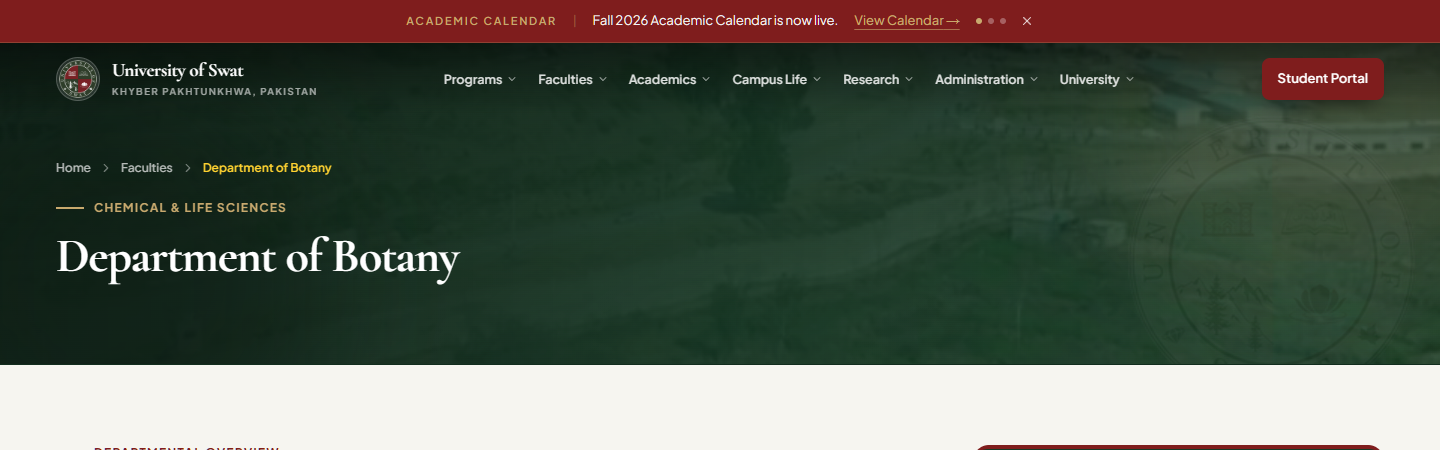 ACADEMIC CALENDAR | Fall 2026 Academic Calendar is now live. View Calendar →
University of Swat
KHYBER PAKHTUNKHWA, PAKISTAN
Programs
Faculties
Academics
Campus Life
Research
Administration
University
Student Portal
Home > Faculties > Department of Botany
CHEMICAL & LIFE SCIENCES
Department of Botany
DEPARTMENTAL OVERVIEW